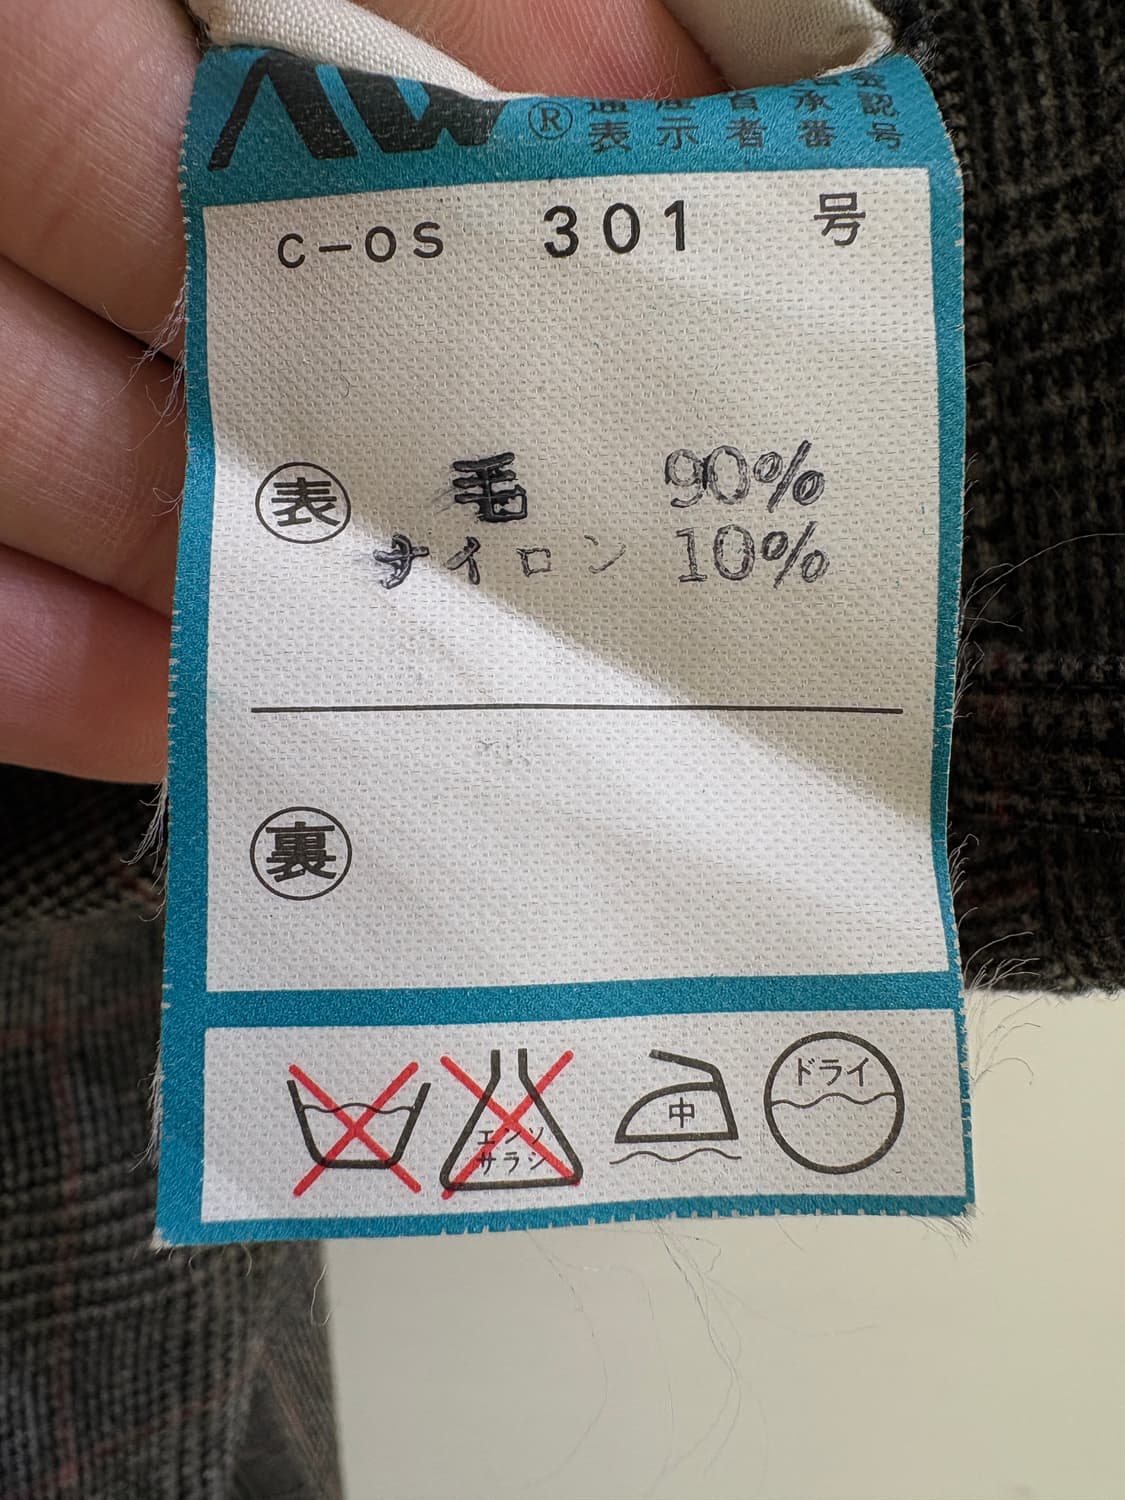 AW ® 通産省承認
表示者番号
C-OS 301 号
表 毛 90%
ナイロン 10%
裏
エンソ
サラシ
中
ドライ